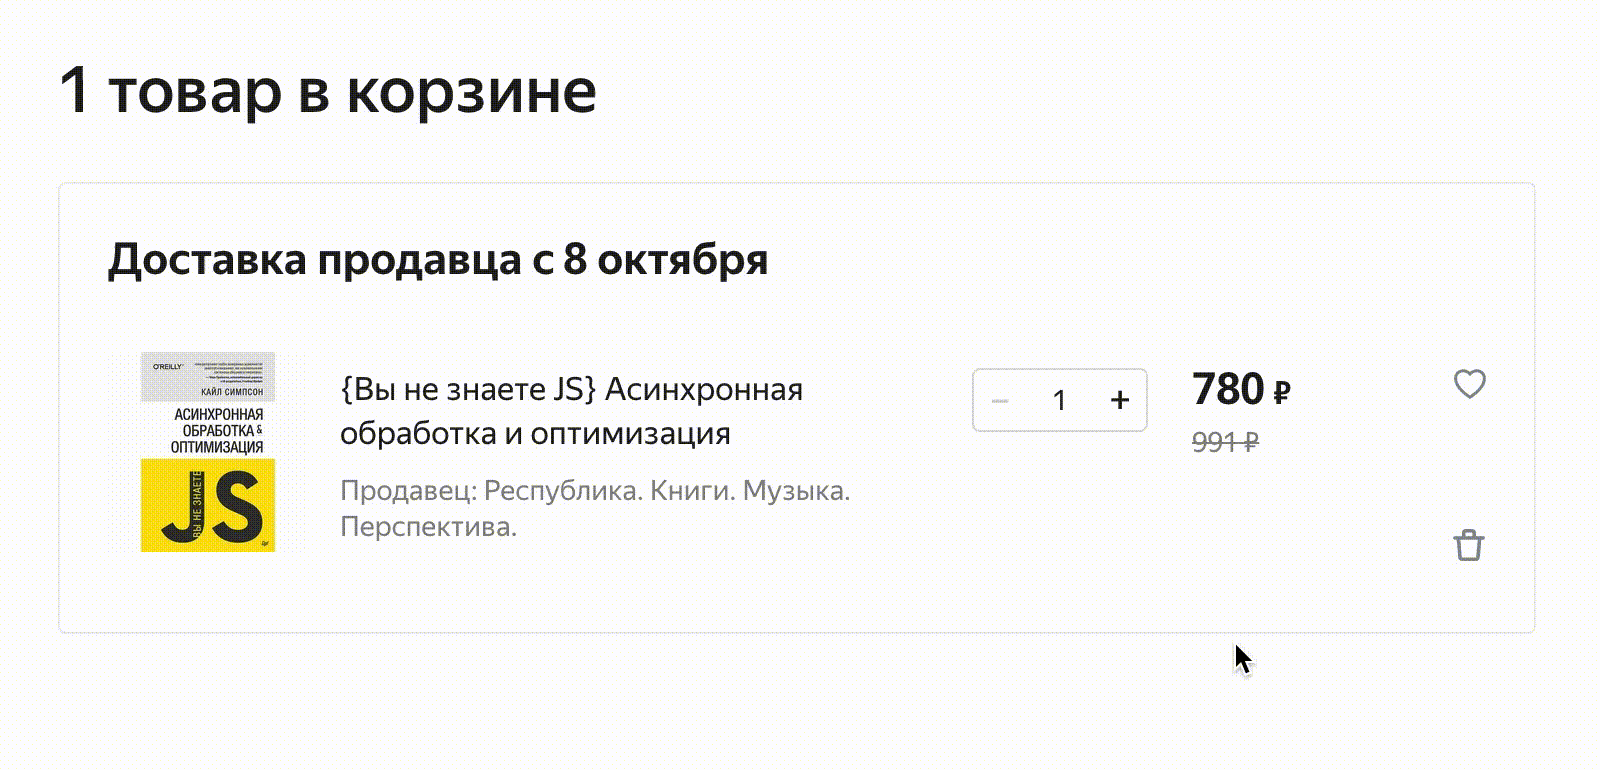 1 товар в корзине
Доставка продавца с 8 октября
O'REILLY
КАЙЛ СИМПСОН
АСИНХРОННАЯ
ОБРАБОТКА &
ОПТИМИЗАЦИЯ
ВЫ НЕ ЗНАЕТЕ
JS
{Вы не знаете JS} Асинхронная
обработка и оптимизация
Продавец: Республика. Книги. Музыка.
Перспектива.
− 1 +
780 ₽
991 ₽